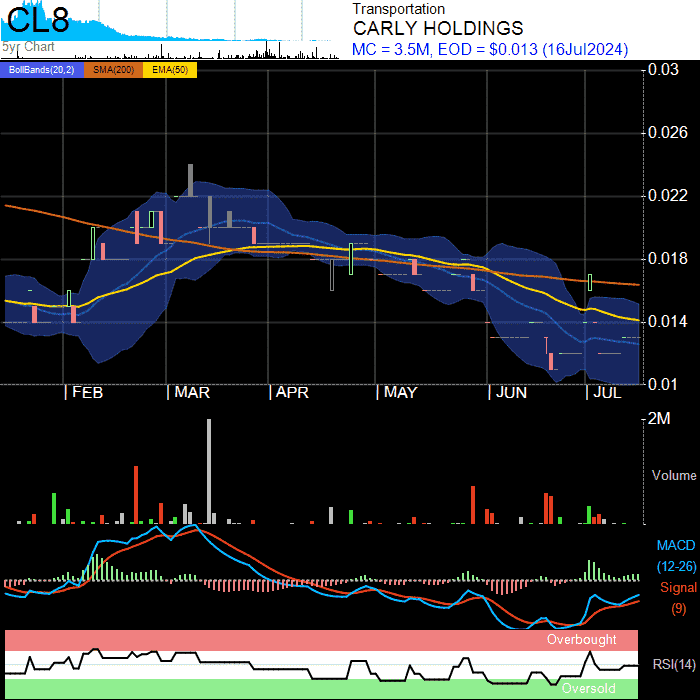 CL8
5yr Chart
Transportation
CARLY HOLDINGS
MC = 3.5M, EOD = $0.013 (16Jul2024)
BollBands(20,2) SMA(200) EMA(50)
0.03
0.026
0.022
0.018
0.014
0.01
FEB MAR APR MAY JUN JUL
2M
Volume
MACD
(12-26)
Signal
(9)
Overbought
RSI(14)
Oversold